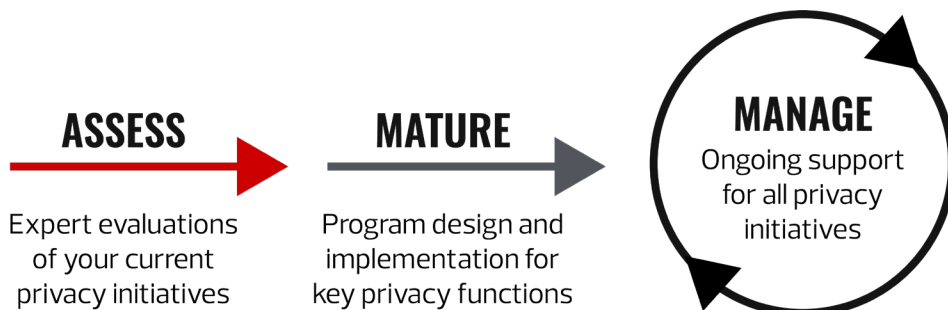 ASSESS
Expert evaluations
of your current
privacy initiatives
MATURE
Program design and
implementation for
key privacy functions
MANAGE
Ongoing support
for all privacy
initiatives